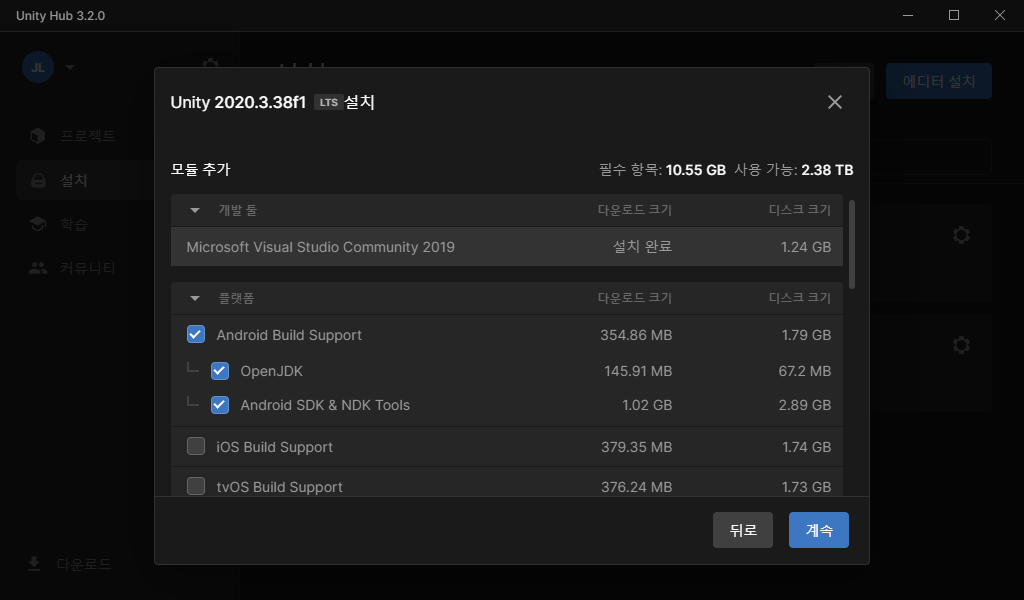 Unity Hub 3.2.0
JL
에디터 설치
프로젝트
설치
학습
커뮤니티
다운로드
Unity 2020.3.38f1 LTS 설치
모듈 추가 필수 항목: 10.55 GB 사용 가능: 2.38 TB
개발 툴 다운로드 크기 디스크 크기
Microsoft Visual Studio Community 2019 설치 완료 1.24 GB
플랫폼 다운로드 크기 디스크 크기
Android Build Support 354.86 MB 1.79 GB
OpenJDK 145.91 MB 67.2 MB
Android SDK & NDK Tools 1.02 GB 2.89 GB
iOS Build Support 379.35 MB 1.74 GB
tvOS Build Support 376.24 MB 1.73 GB
뒤로 계속